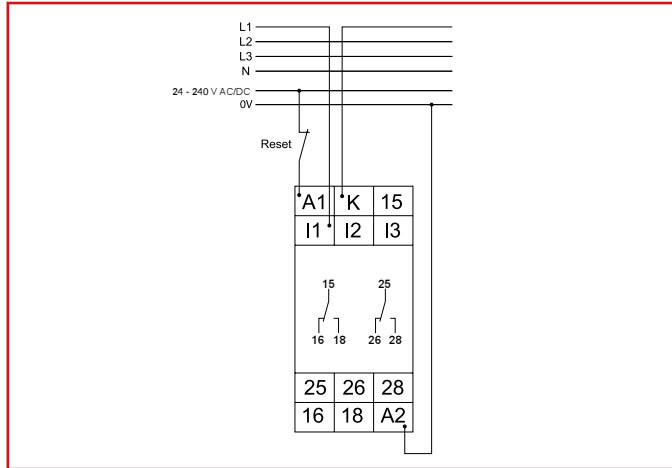 L1
L2
L3
N
24 - 240 V AC/DC
0V
Reset
A1 K 15
I1 I2 I3
15 25
16 18 26 28
25 26 28
16 18 A2